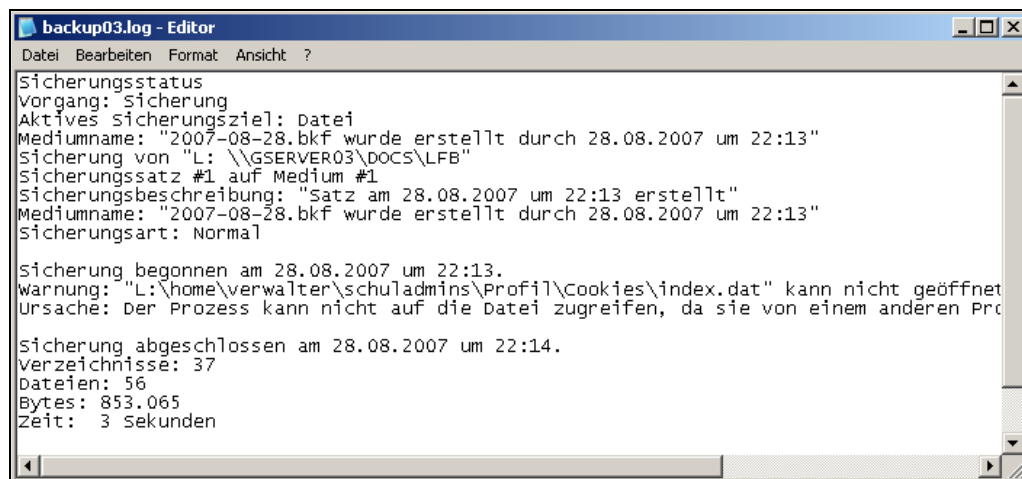 backup03.log - Editor
Datei Bearbeiten Format Ansicht ?
Sicherungsstatus
Vorgang: Sicherung
Aktives Sicherungsziel: Datei
Mediumname: "2007-08-28.bkf wurde erstellt durch 28.08.2007 um 22:13"
Sicherung von "L: \\GSERVER03\DOCS\LFB"
Sicherungssatz #1 auf Medium #1
Sicherungsbeschreibung: "Satz am 28.08.2007 um 22:13 erstellt"
Mediumname: "2007-08-28.bkf wurde erstellt durch 28.08.2007 um 22:13"
Sicherungsart: Normal
Sicherung begonnen am 28.08.2007 um 22:13.
Warnung: "L:\home\verwalter\schuladmins\Profil\Cookies\index.dat" kann nicht geöffnet
Ursache: Der Prozess kann nicht auf die Datei zugreifen, da sie von einem anderen Pro
Sicherung abgeschlossen am 28.08.2007 um 22:14.
Verzeichnisse: 37
Dateien: 56
Bytes: 853.065
Zeit:  3 Sekunden